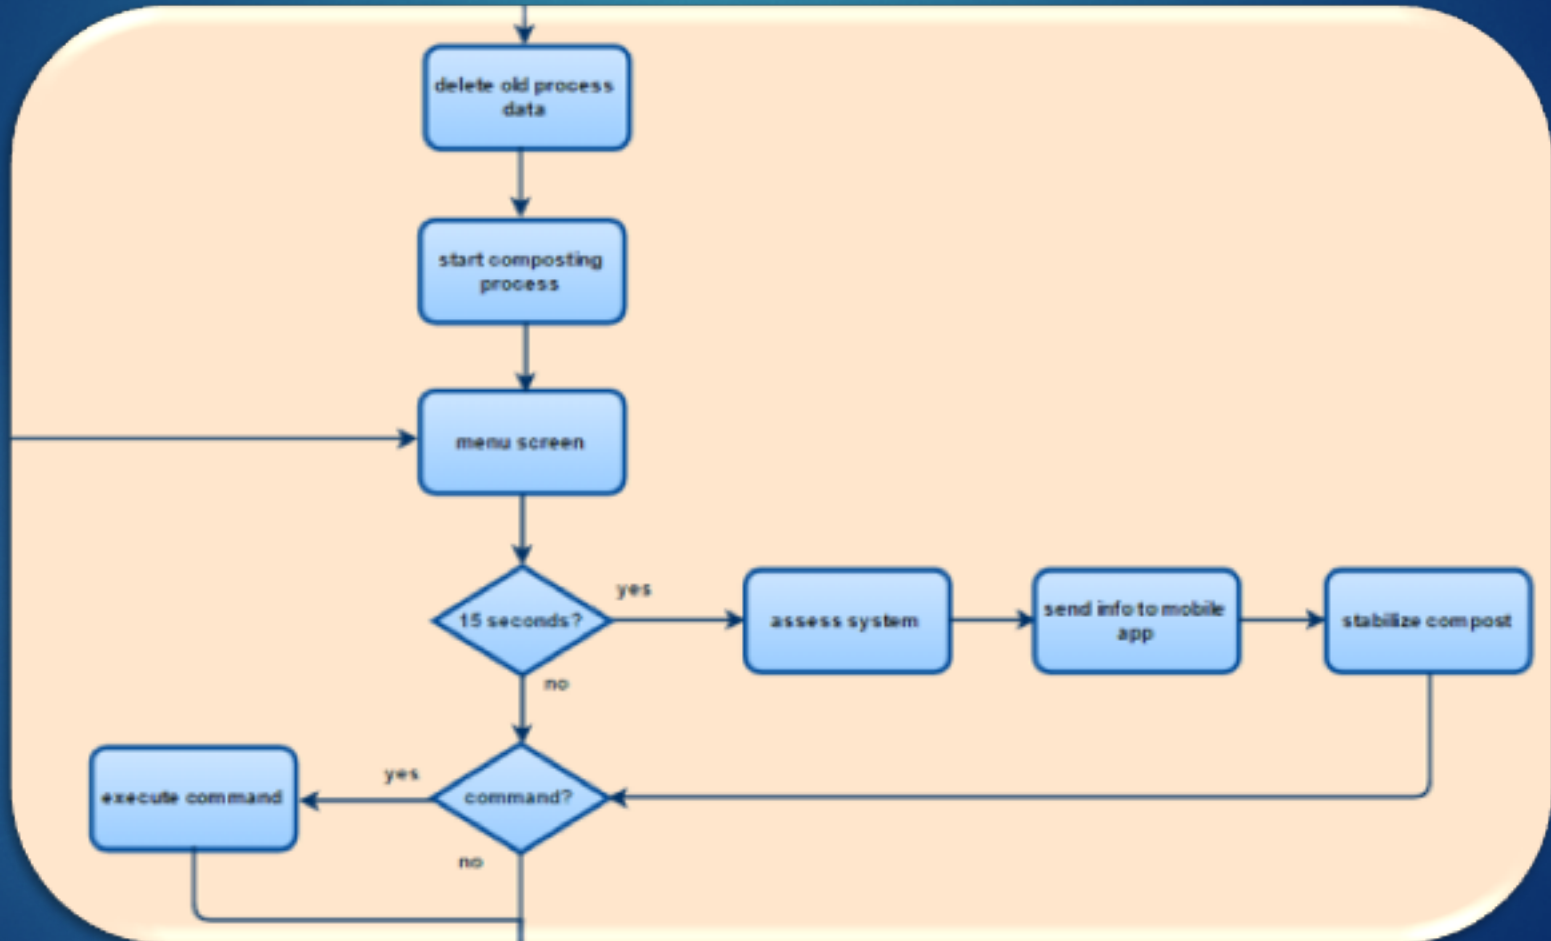 delete old process
data
start composting
process
menu screen
15 seconds?
yes
assess system
send info to mobile
app
stabilize compost
no
command?
yes
execute command
no